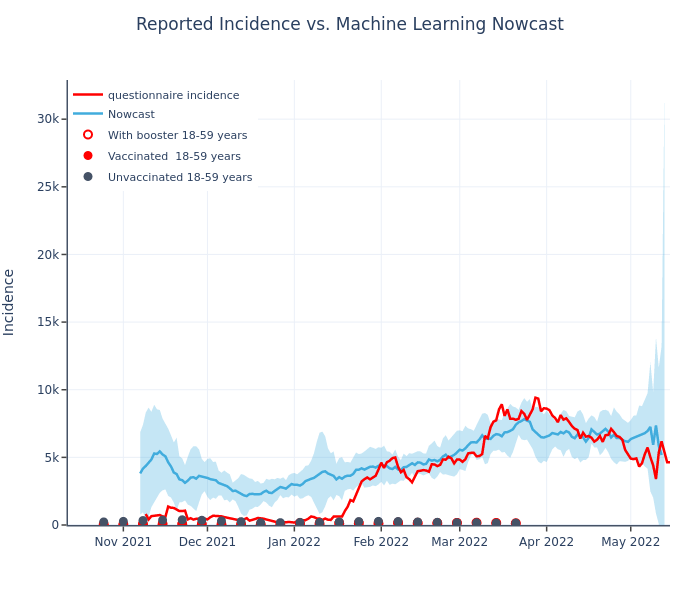 Reported Incidence vs. Machine Learning Nowcast
questionnaire incidence
Nowcast
With booster 18-59 years
Vaccinated  18-59 years
Unvaccinated 18-59 years
Incidence
30k
25k
20k
15k
10k
5k
0
Nov 2021
Dec 2021
Jan 2022
Feb 2022
Mar 2022
Apr 2022
May 2022